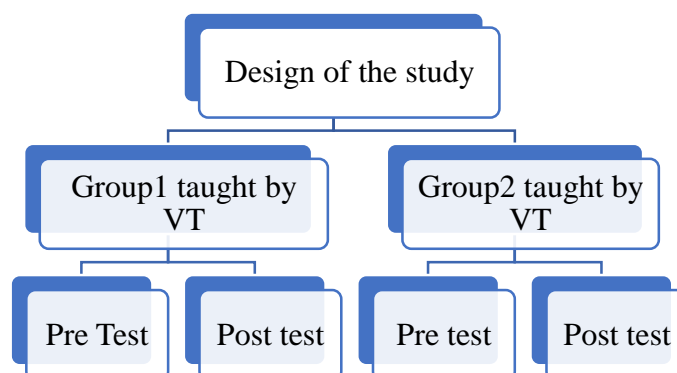 Design of the study
Group1 taught by
VT
Group2 taught by
VT
Pre Test
Post test
Pre test
Post test